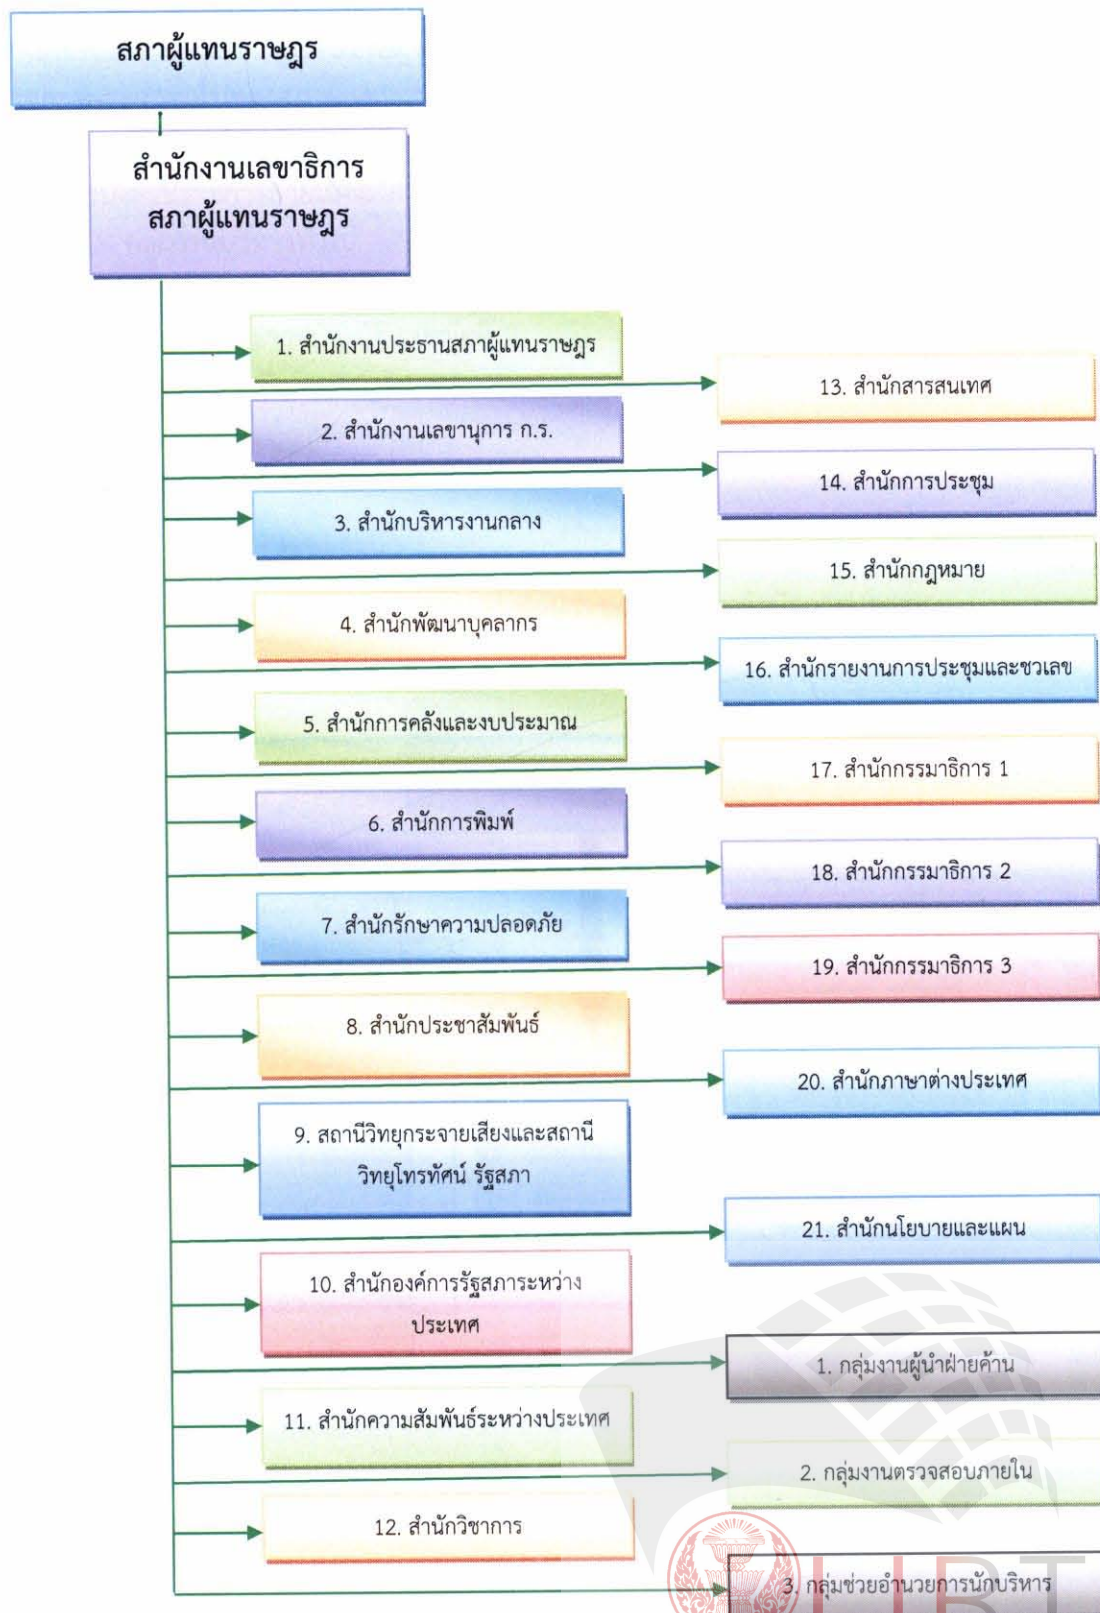 สภาผู้แทนราษฎร
สำนักงานเลขาธิการ
สภาผู้แทนราษฎร
1. สำนักงานประธานสภาผู้แทนราษฎร
2. สำนักงานเลขานุการ ก.ร.
3. สำนักบริหารงานกลาง
4. สำนักพัฒนาบุคลากร
5. สำนักการคลังและงบประมาณ
6. สำนักการพิมพ์
7. สำนักรักษาความปลอดภัย
8. สำนักประชาสัมพันธ์
9. สถานีวิทยุกระจายเสียงและสถานี
วิทยุโทรทัศน์ รัฐสภา
10. สำนักองค์การรัฐสภาระหว่าง
ประเทศ
11. สำนักความสัมพันธ์ระหว่างประเทศ
12. สำนักวิชาการ
13. สำนักสารสนเทศ
14. สำนักการประชุม
15. สำนักกฎหมาย
16. สำนักรายงานการประชุมและชวเลข
17. สำนักกรรมาธิการ 1
18. สำนักกรรมาธิการ 2
19. สำนักกรรมาธิการ 3
20. สำนักภาษาต่างประเทศ
21. สำนักนโยบายและแผน
1. กลุ่มงานผู้นำฝ่ายค้าน
2. กลุ่มงานตรวจสอบภายใน
3. กลุ่มช่วยอำนวยการนักบริหาร